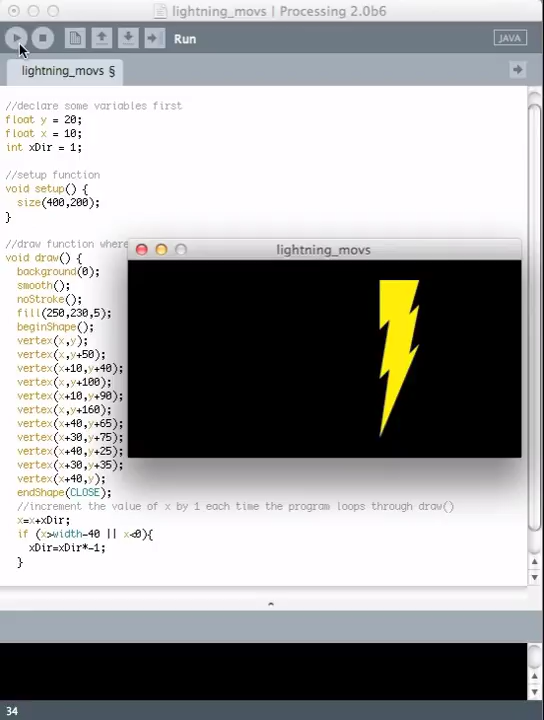 lightning_movs | Processing 2.0b6
Run
JAVA
lightning_movs §
//declare some variables first
float y = 20;
float x = 10;
int xDir = 1;
//setup function
void setup() {
size(400,200);
}
//draw function where
lightning_movs
void draw() {
background(0);
smooth();
noStroke();
fill(250,230,5);
beginShape();
vertex(x,y);
vertex(x,y+50);
vertex(x+10,y+40);
vertex(x,y+100);
vertex(x+10,y+90);
vertex(x,y+160);
vertex(x+40,y+65);
vertex(x+30,y+75);
vertex(x+40,y+25);
vertex(x+30,y+35);
vertex(x+40,y);
endShape(CLOSE);
//increment the value of x by 1 each time the program loops through draw()
x=x+xDir;
if (x>width-40 || x<0){
xDir=xDir*-1;
}
34